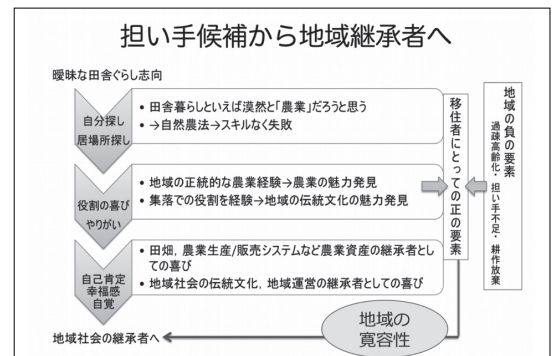 担い手候補から地域継承者へ
曖昧な田舎ぐらし志向
自分探し
居場所探し
• 田舎暮らしといえば漠然と「農業」だろうと思う
• →自然農法→スキルなく失敗
役割の喜び
やりがい
• 地域の正統的な農業経験→農業の魅力発見
• 集落での役割を経験→地域の伝統文化の魅力発見
自己肯定
幸福感
自覚
• 田畑，農業生産/販売システムなど農業資産の継承者とし
ての喜び
• 地域社会の伝統文化，地域運営の継承者としての喜び
地域社会の継承者へ
移住者にとっての正の要素
地域の負の要素
過疎高齢化・担い手不足・耕作放棄
地域の
寛容性